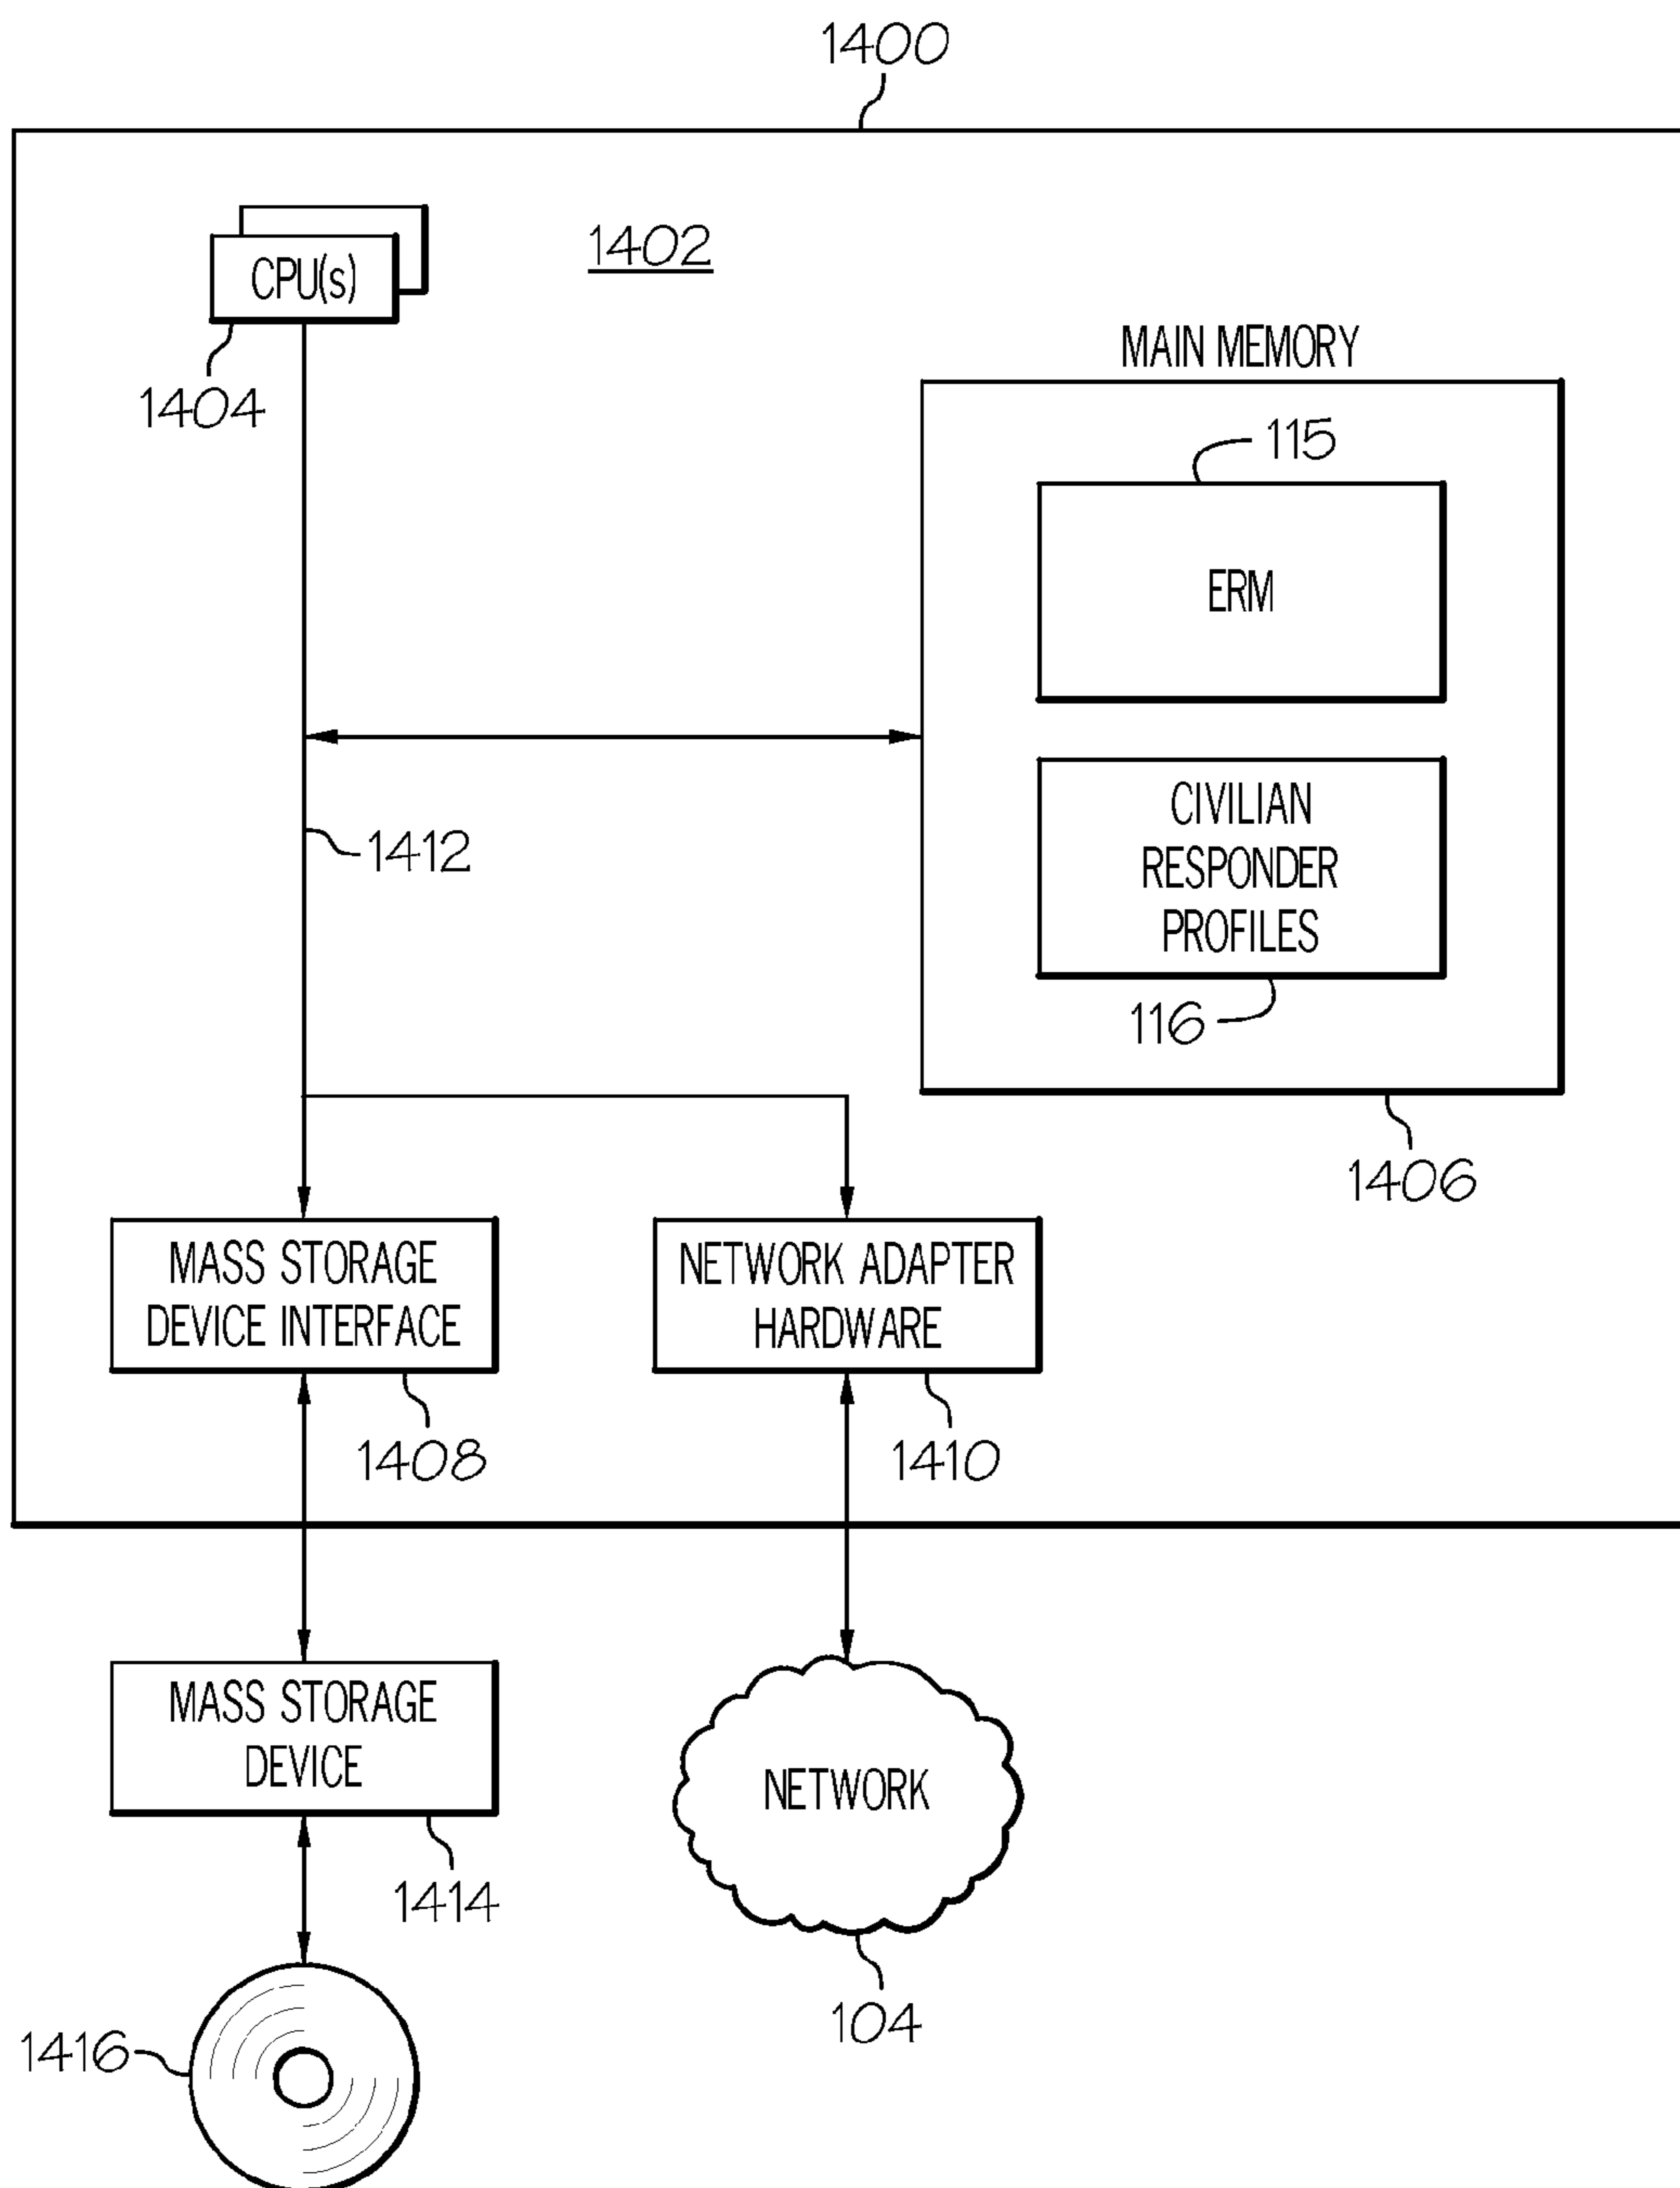 1400
CPU(s)
1402
1404
MAIN MEMORY
115
ERM
1412
CIVILIAN
RESPONDER
PROFILES
116
1406
MASS STORAGE
DEVICE INTERFACE
NETWORK ADAPTER
HARDWARE
1408
1410
MASS STORAGE
DEVICE
NETWORK
1414
104
1416